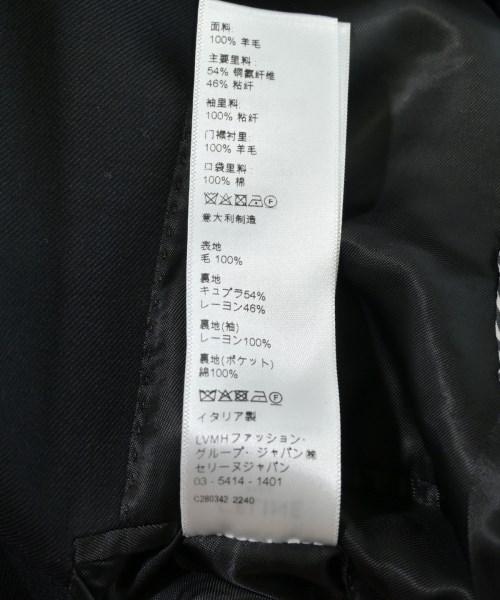 面料:
100% 羊毛
主要里料:
54% 铜氨纤维
46% 粘纤
袖里料:
100% 粘纤
门襟衬里:
100% 羊毛
口袋里料:
100% 棉
意大利制造
表地
毛 100%
裏地
キュプラ54%
レーヨン46%
裏地(袖)
レーヨン100%
裏地(ポケット)
綿100%
イタリア製
LVMHファッション・
グループ・ジャパン㈱
セリーヌジャパン
03 - 5414 - 1401
C280342 2240